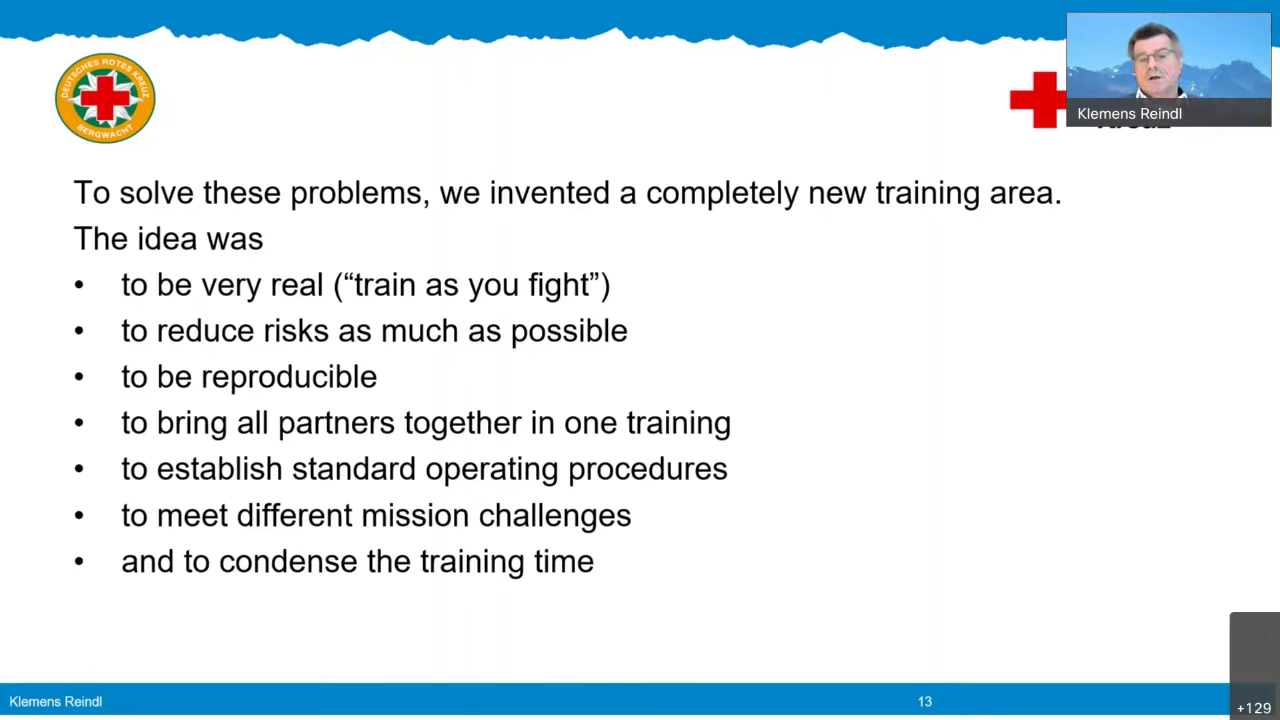 DEUTSCHES ROTES KREUZ
BERGWACHT
Klemens Reindl
To solve these problems, we invented a completely new training area.
The idea was
• to be very real (“train as you fight”)
• to reduce risks as much as possible
• to be reproducible
• to bring all partners together in one training
• to establish standard operating procedures
• to meet different mission challenges
• and to condense the training time
Klemens Reindl
13
+129